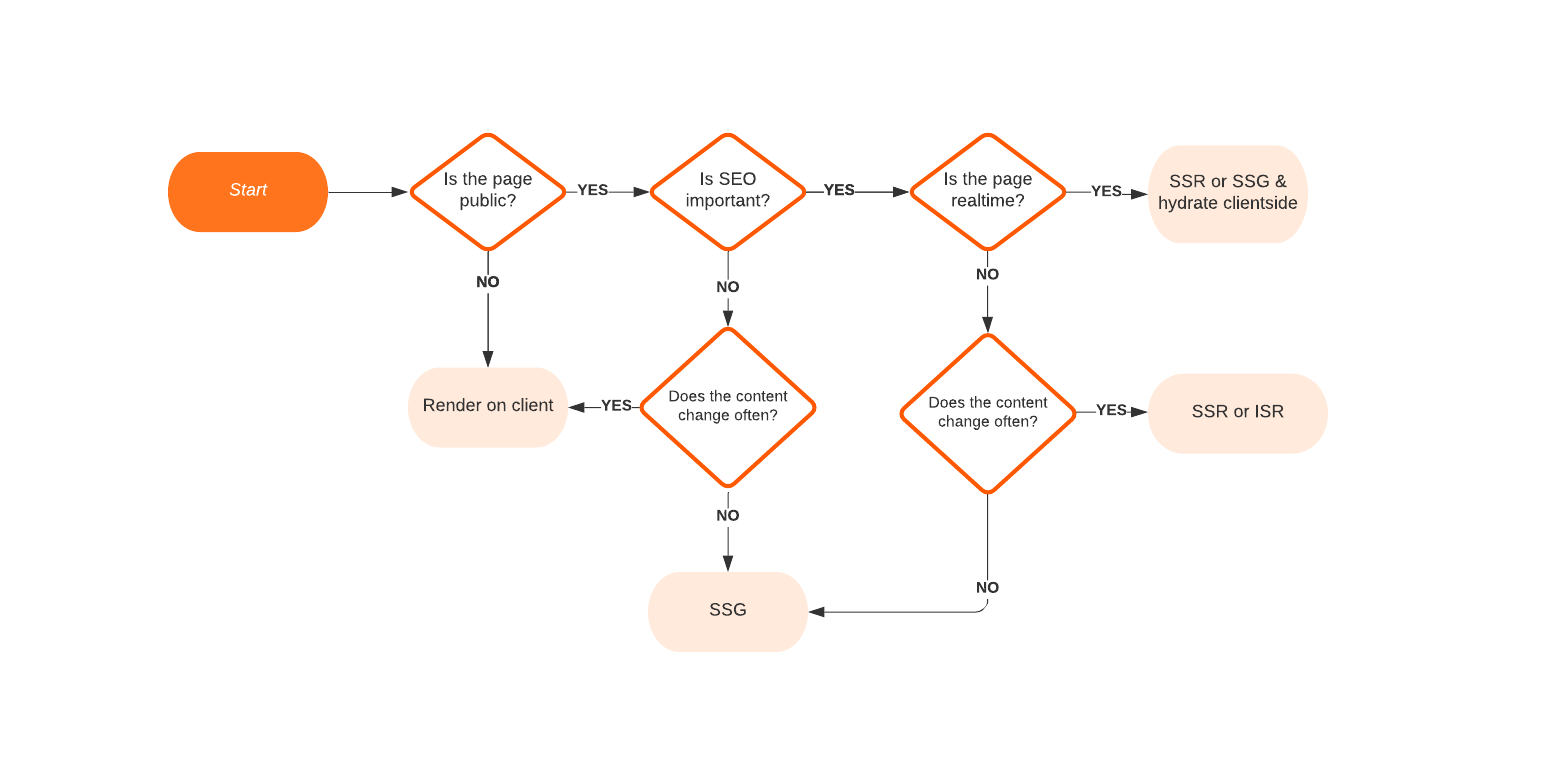 Start
Is the page
public?
YES
Is SEO
important?
YES
Is the page
realtime?
YES
SSR or SSG &
hydrate clientside
NO
NO
NO
Render on client
YES
Does the content
change often?
Does the content
change often?
YES
SSR or ISR
NO
NO
SSG